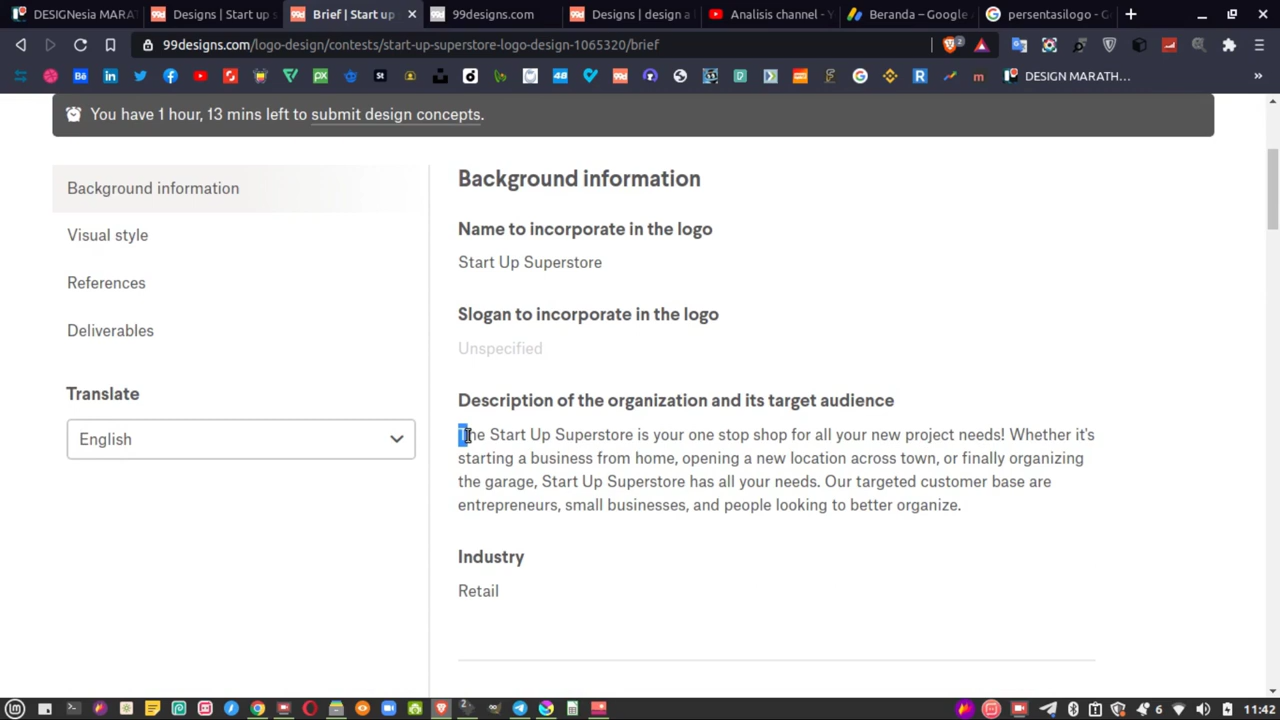 DESIGNesia MARAT
Designs | Start up s
Brief | Start up
99designs.com
Designs | design a l
Analisis channel - Y
Beranda – Google
persentasilogo - G
99designs.com/logo-design/contests/start-up-superstore-logo-design-1065320/brief
2
DESIGN MARATH...
You have 1 hour, 13 mins left to submit design concepts.
Background information
Visual style
References
Deliverables
Translate
English
Background information
Name to incorporate in the logo
Start Up Superstore
Slogan to incorporate in the logo
Unspecified
Description of the organization and its target audience
The Start Up Superstore is your one stop shop for all your new project needs! Whether it's
starting a business from home, opening a new location across town, or finally organizing
the garage, Start Up Superstore has all your needs. Our targeted customer base are
entrepreneurs, small businesses, and people looking to better organize.
Industry
Retail
6
11:42